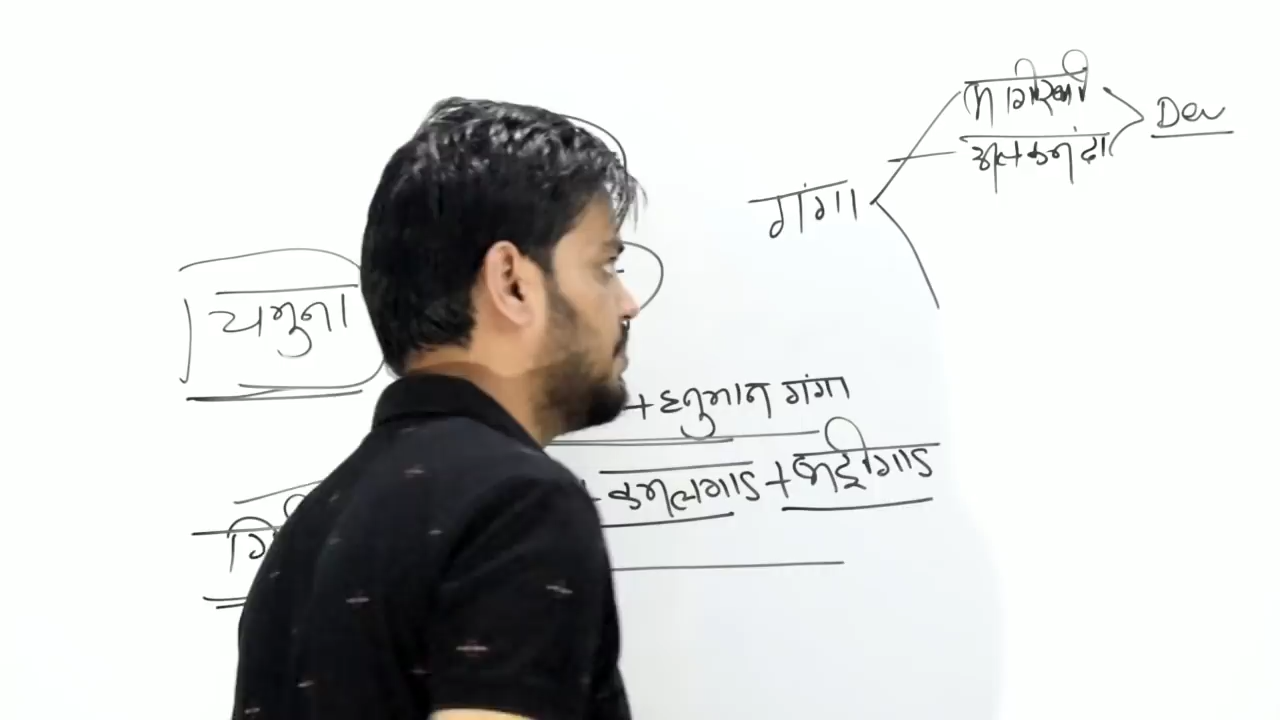 भागीरथी
अलकनंदा
Dev
गंगा
यमुना
+ हनुमान गंगा
+ कमलगाड + बद्रीगाड